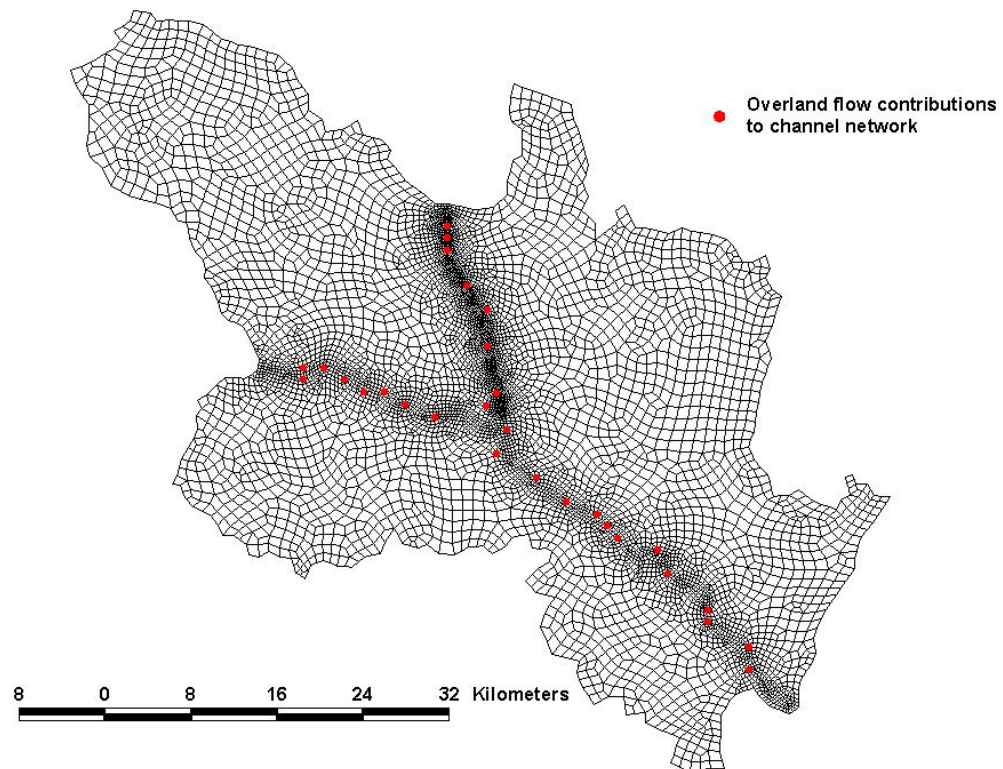 Overland flow contributions
to channel network
8 0 8 16 24 32 Kilometers